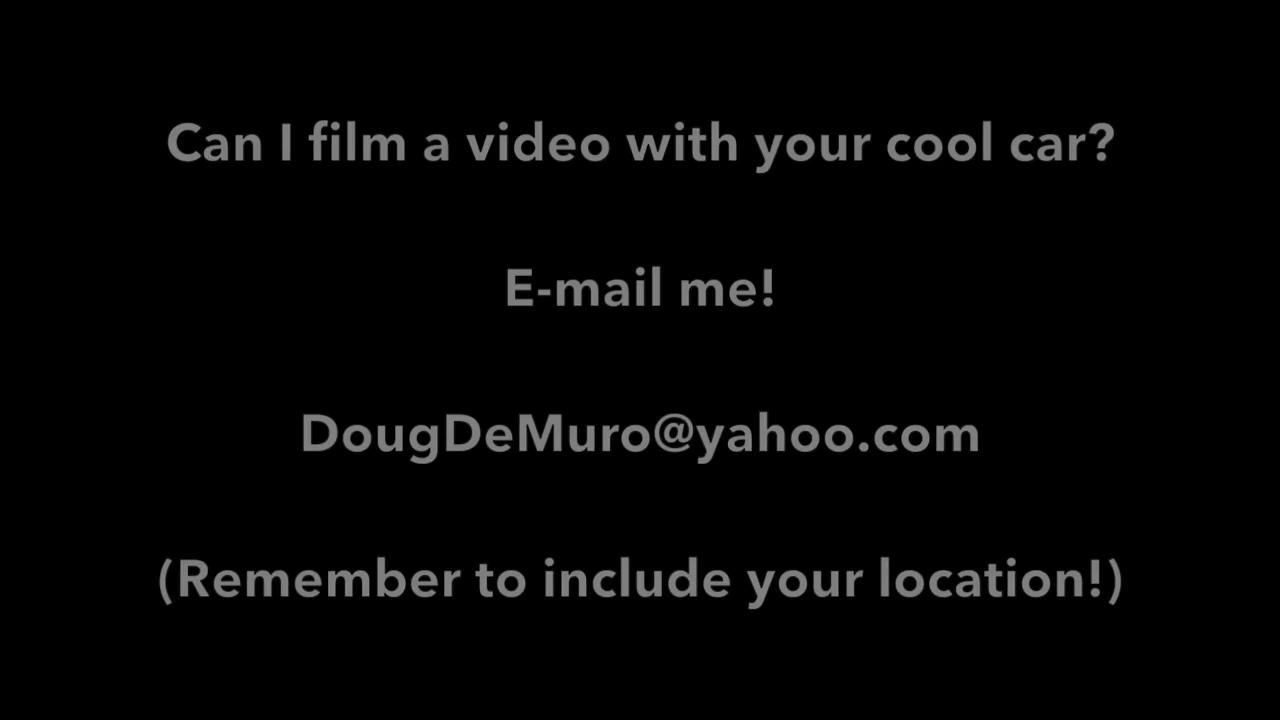 Can I film a video with your cool car?
E-mail me!
DougDeMuro@yahoo.com
(Remember to include your location!)